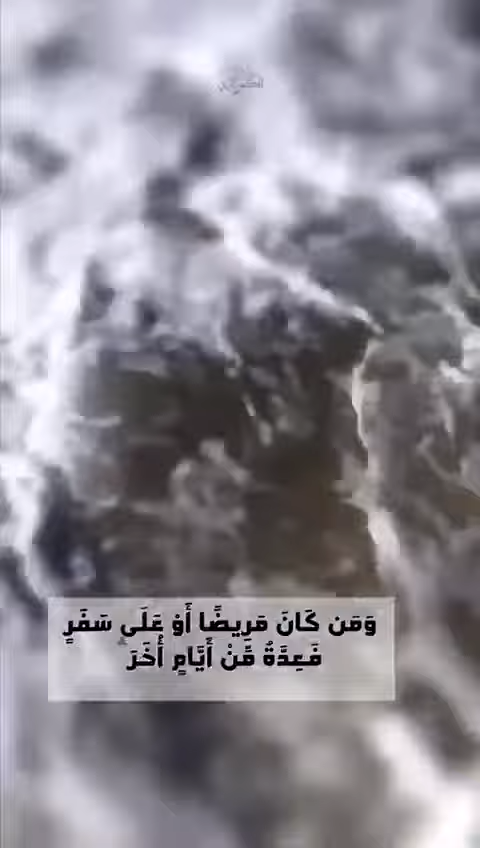 وَمَن كَانَ مَرِيضًا أَوْ عَلَىٰ سَفَرٍ
فَعِدَّةٌ مِّنْ أَيَّامٍ أُخَرَ ۗ